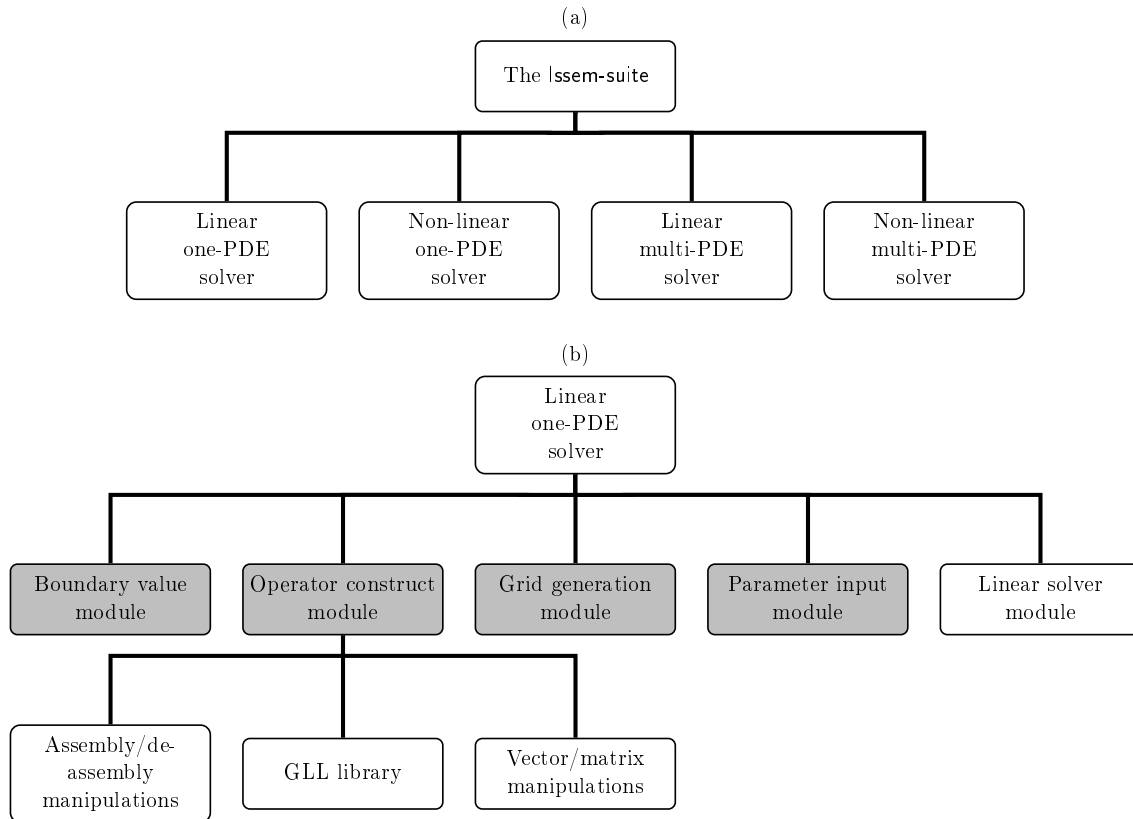 (a)
The lssem-suite
Linear
one-PDE
solver
Non-linear
one-PDE
solver
Linear
multi-PDE
solver
Non-linear
multi-PDE
solver
(b)
Linear
one-PDE
solver
Boundary value
module
Operator construct
module
Grid generation
module
Parameter input
module
Linear solver
module
Assembly/de-
assembly
manipulations
GLL library
Vector/matrix
manipulations